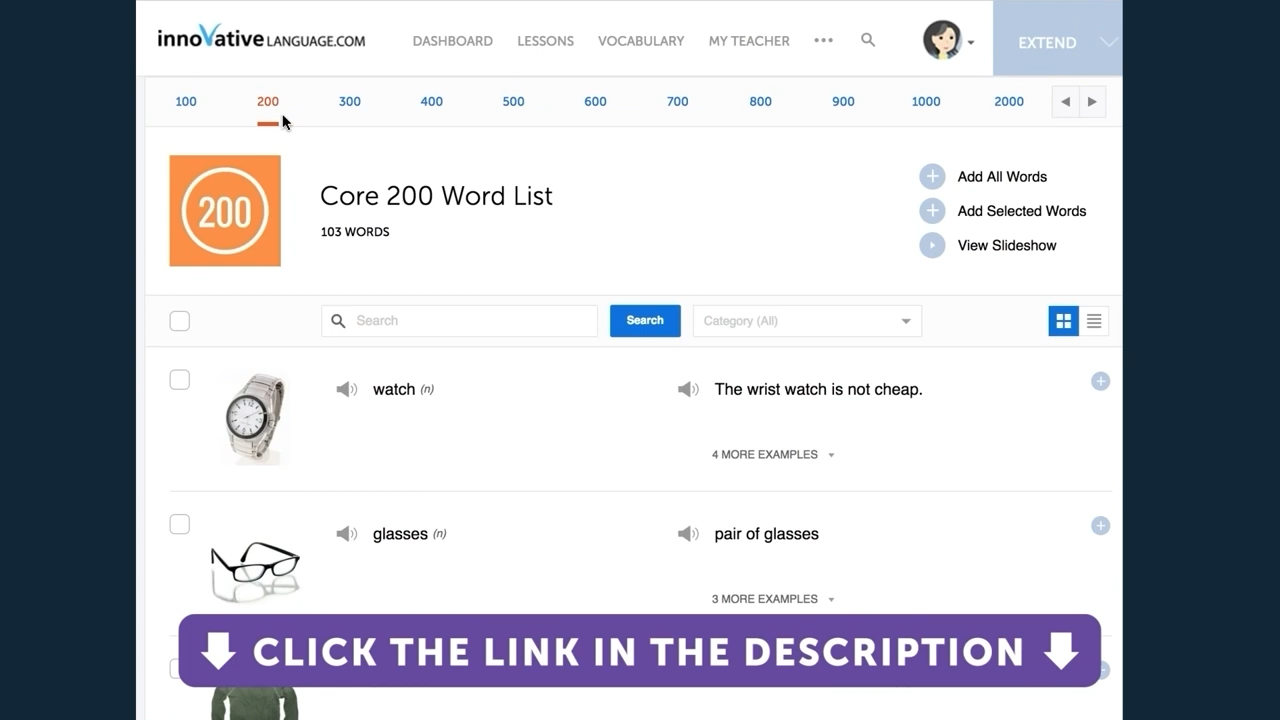 innoVative LANGUAGE.COM DASHBOARD LESSONS VOCABULARY MY TEACHER EXTEND
100 200 300 400 500 600 700 800 900 1000 2000
200
Core 200 Word List
103 WORDS
Add All Words
Add Selected Words
View Slideshow
Search Search Category (All)
watch (n) The wrist watch is not cheap.
4 MORE EXAMPLES
glasses (n) pair of glasses
3 MORE EXAMPLES
CLICK THE LINK IN THE DESCRIPTION